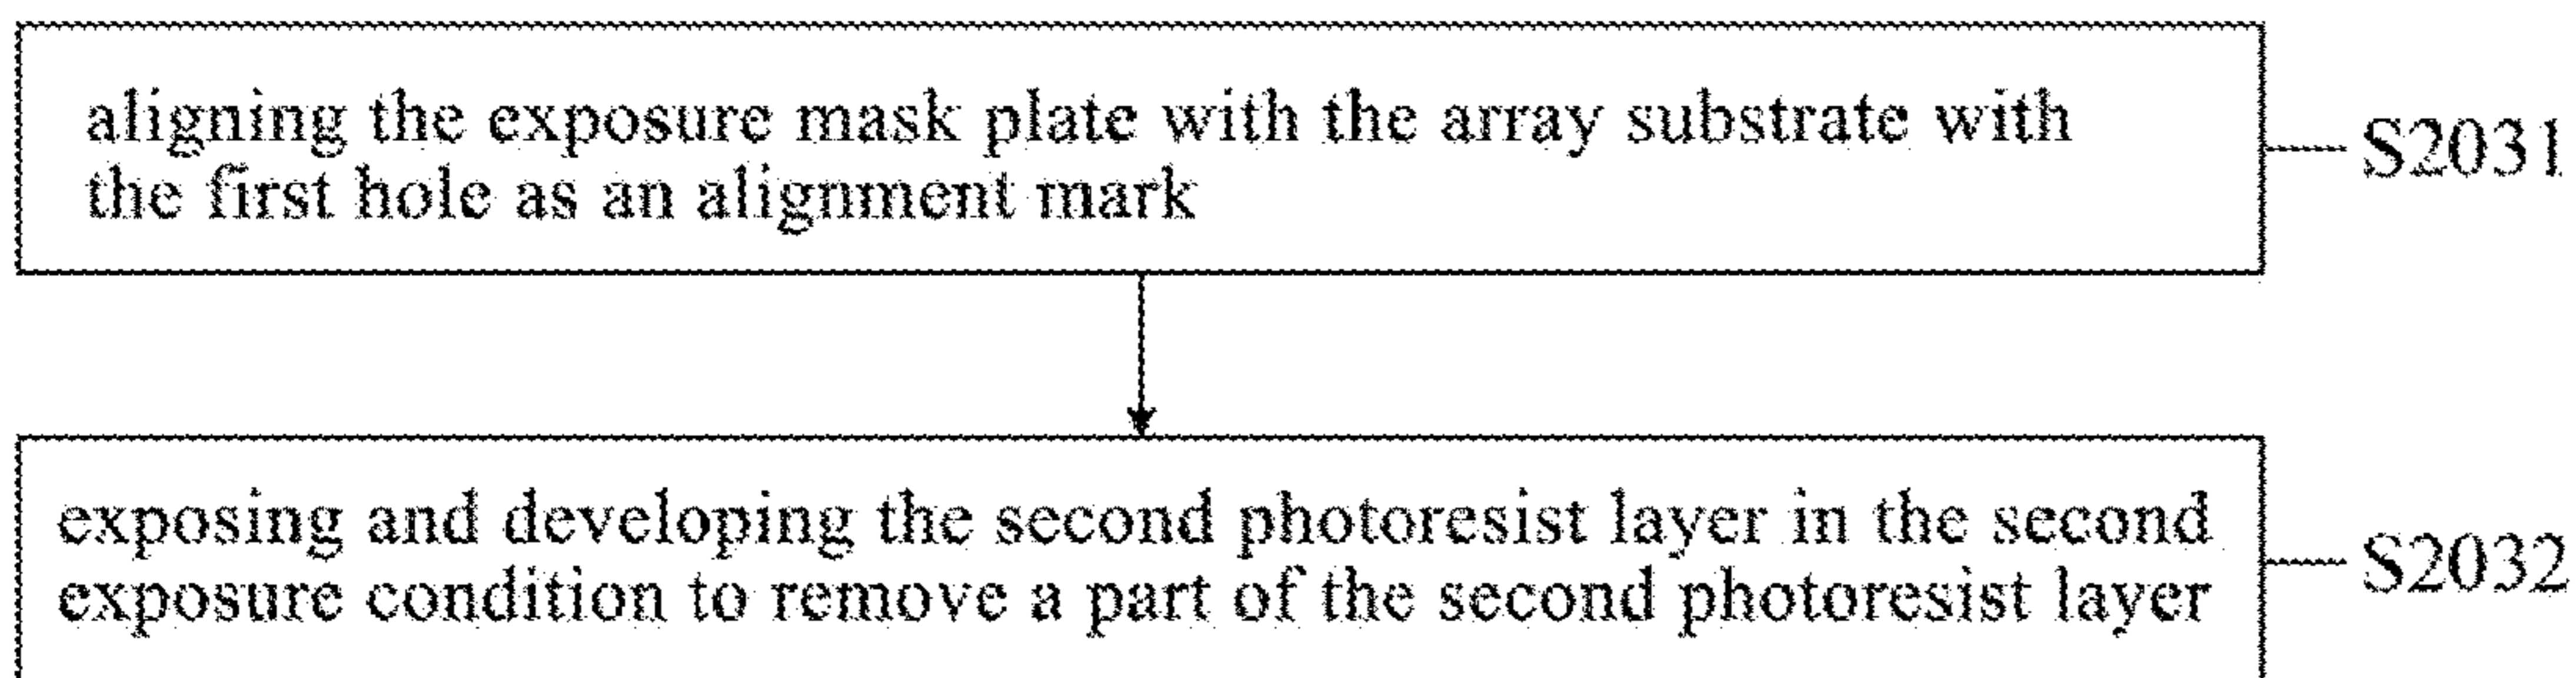 aligning the exposure mask plate with the array substrate with
the first hole as an alignment mark
S2031
exposing and developing the second photoresist layer in the second
exposure condition to remove a part of the second photoresist layer
S2032